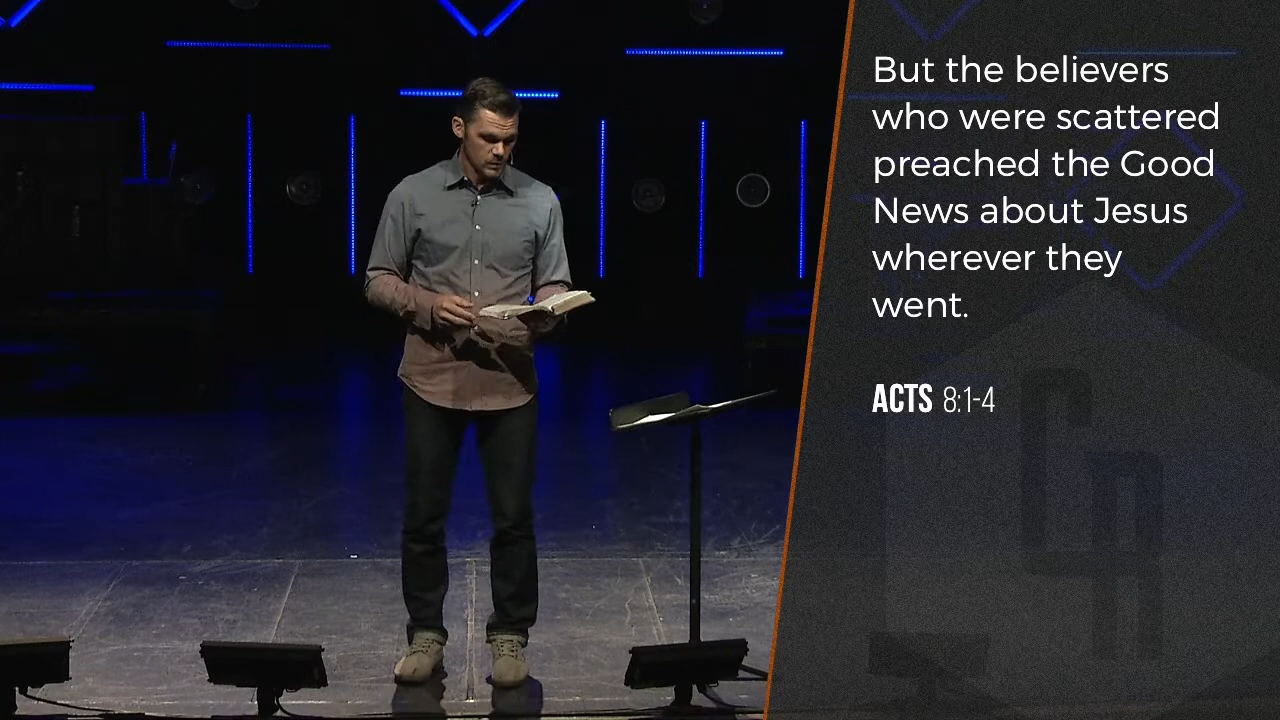 But the believers
who were scattered
preached the Good
News about Jesus
wherever they
went.
ACTS 8:1-4